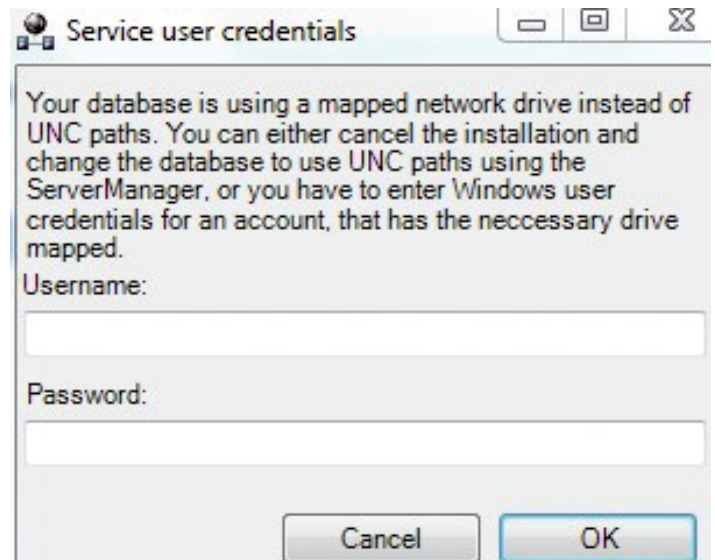 Service user credentials
Your database is using a mapped network drive instead of
UNC paths. You can either cancel the installation and
change the database to use UNC paths using the
ServerManager, or you have to enter Windows user
credentials for an account, that has the neccessary drive
mapped.
Username:
Password:
Cancel OK